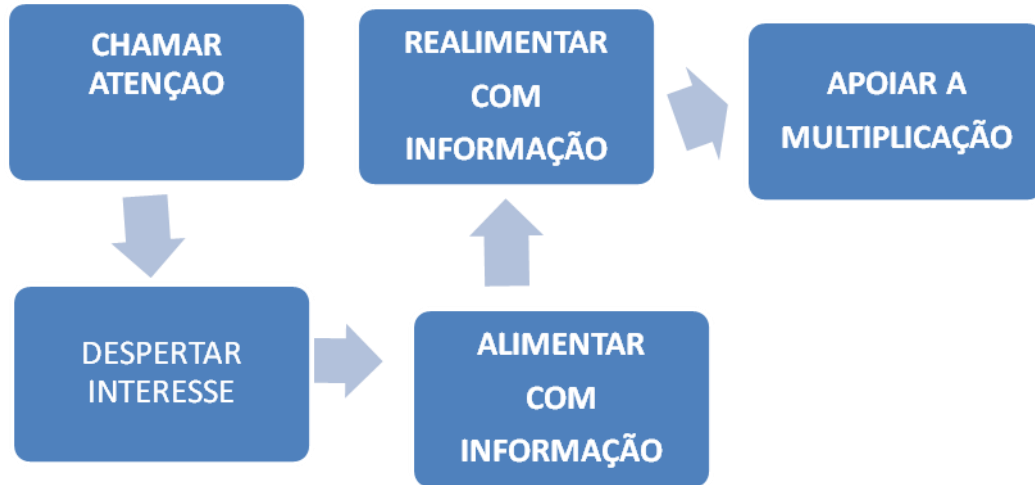 CHAMAR
ATENÇAO
DESPERTAR
INTERESSE
ALIMENTAR
COM
INFORMAÇÃO
REALIMENTAR
COM
INFORMAÇÃO
APOIAR A
MULTIPLICAÇÃO